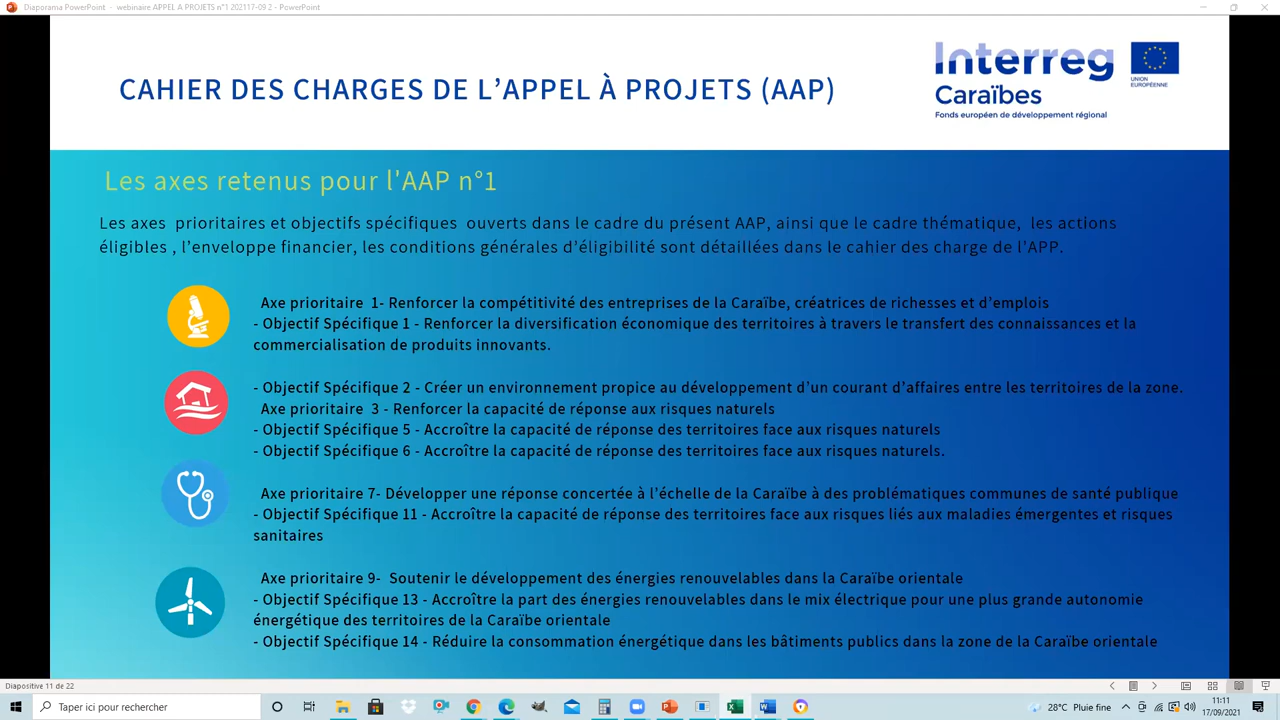 Diaporama PowerPoint - webinaire APPEL A PROJETS n°1 202117-09 2 - PowerPoint
CAHIER DES CHARGES DE L’APPEL À PROJETS (AAP)
Interreg
UNION
EUROPÉENNE
Caraïbes
Fonds européen de développement régional
Les axes retenus pour l'AAP n°1
Les axes prioritaires et objectifs spécifiques ouverts dans le cadre du présent AAP, ainsi que le cadre thématique, les actions
éligibles , l’enveloppe financier, les conditions générales d’éligibilité sont détaillées dans le cahier des charge de l'APP.
Axe prioritaire 1- Renforcer la compétitivité des entreprises de la Caraïbe, créatrices de richesses et d’emplois
- Objectif Spécifique 1 - Renforcer la diversification économique des territoires à travers le transfert des connaissances et la
commercialisation de produits innovants.
- Objectif Spécifique 2 - Créer un environnement propice au développement d’un courant d’affaires entre les territoires de la zone.
Axe prioritaire 3 - Renforcer la capacité de réponse aux risques naturels
- Objectif Spécifique 5 - Accroître la capacité de réponse des territoires face aux risques naturels
- Objectif Spécifique 6 - Accroître la capacité de réponse des territoires face aux risques naturels.
Axe prioritaire 7- Développer une réponse concertée à l’échelle de la Caraïbe à des problématiques communes de santé publique
- Objectif Spécifique 11 - Accroître la capacité de réponse des territoires face aux risques liés aux maladies émergentes et risques
sanitaires
Axe prioritaire 9- Soutenir le développement des énergies renouvelables dans la Caraïbe orientale
- Objectif Spécifique 13 - Accroître la part des énergies renouvelables dans le mix électrique pour une plus grande autonomie
énergétique des territoires de la Caraïbe orientale
- Objectif Spécifique 14 - Réduire la consommation énergétique dans les bâtiments publics dans la zone de la Caraïbe orientale
Diapositive 11 de 22
Taper ici pour rechercher
28°C Pluie fine
11:11
17/09/2021